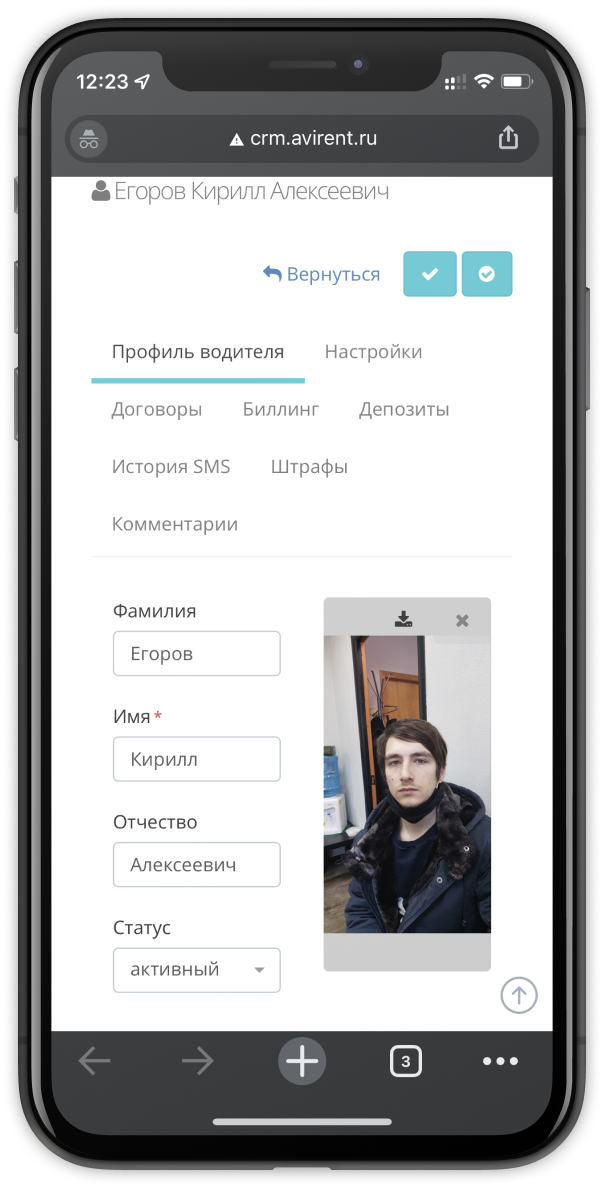 12:23
crm.avirent.ru
Егоров Кирилл Алексеевич
Вернуться
Профиль водителя Настройки
Договоры Биллинг Депозиты
История SMS Штрафы
Комментарии
Фамилия
Егоров
Имя *
Кирилл
Отчество
Алексеевич
Статус
активный
3